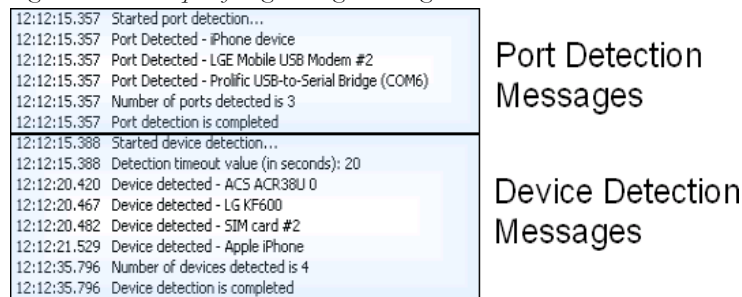 12:12:15.357 Started port detection...
12:12:15.357 Port Detected - iPhone device
12:12:15.357 Port Detected - LGE Mobile USB Modem #2
12:12:15.357 Port Detected - Prolific USB-to-Serial Bridge (COM6)
12:12:15.357 Number of ports detected is 3
12:12:15.357 Port detection is completed
Port Detection
Messages
12:12:15.388 Started device detection...
12:12:15.388 Detection timeout value (in seconds): 20
12:12:20.420 Device detected - ACS ACR38U 0
12:12:20.467 Device detected - LG KF600
12:12:20.482 Device detected - SIM card #2
12:12:21.529 Device detected - Apple iPhone
12:12:35.796 Number of devices detected is 4
12:12:35.796 Device detection is completed
Device Detection
Messages